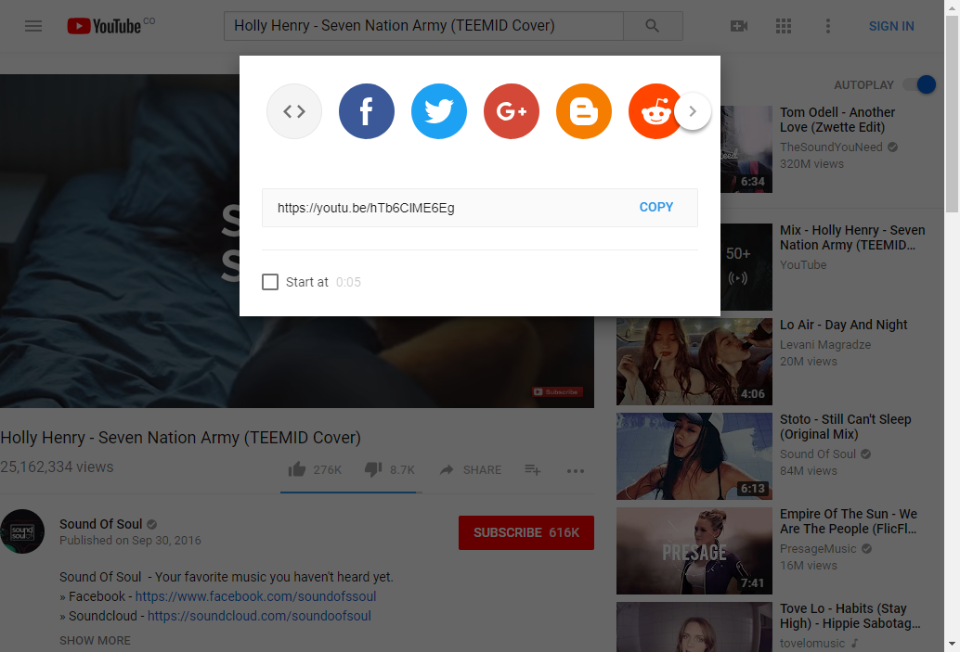 YouTube CO
Holly Henry - Seven Nation Army (TEEMID Cover)
SIGN IN
https://youtu.be/hTb6ClME6Eg
COPY
Start at 0:05
S
S
Subscribe
Holly Henry - Seven Nation Army (TEEMID Cover)
25,162,334 views
276K
8.7K
SHARE
Sound Of Soul
Published on Sep 30, 2016
SUBSCRIBE 616K
Sound Of Soul - Your favorite music you haven't heard yet.
» Facebook - https://www.facebook.com/soundofssoul
» Soundcloud - https://soundcloud.com/soundoofsoul
SHOW MORE
AUTOPLAY
6:34
Tom Odell - Another
Love (Zwette Edit)
TheSoundYouNeed
320M views
50+
Mix - Holly Henry - Seven
Nation Army (TEEMID…
YouTube
4:06
Lo Air - Day And Night
Levani Magradze
20M views
6:13
Stoto - Still Can't Sleep
(Original Mix)
Sound Of Soul
84M views
PRESAGE
7:41
Empire Of The Sun - We
Are The People (FlicFl…
PresageMusic
16M views
Tove Lo - Habits (Stay
High) - Hippie Sabotag…
tovelomusic